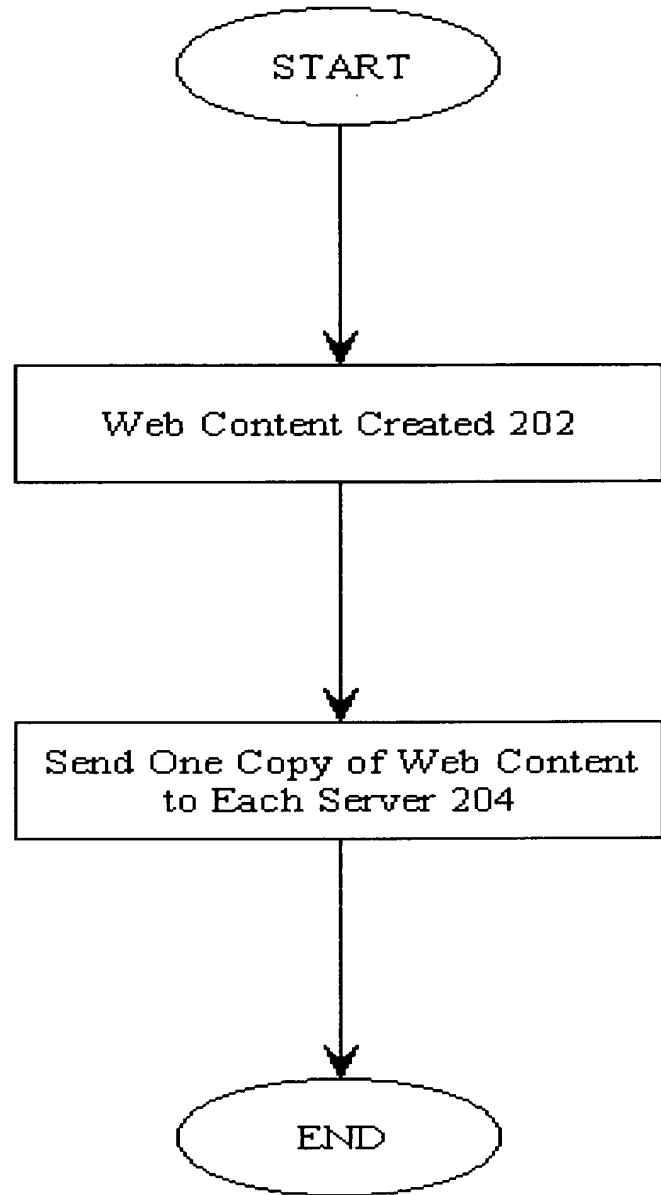 START
Web Content Created 202
Send One Copy of Web Content
to Each Server 204
END